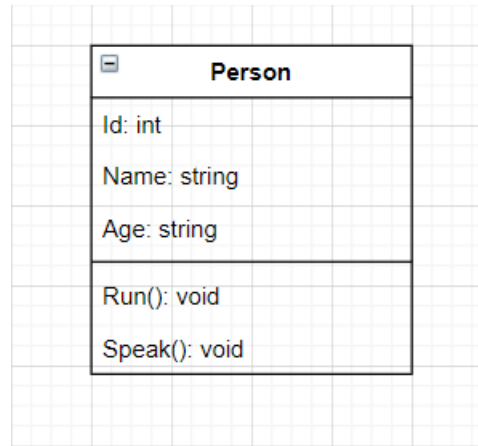 Person
Id: int
Name: string
Age: string
Run(): void
Speak(): void